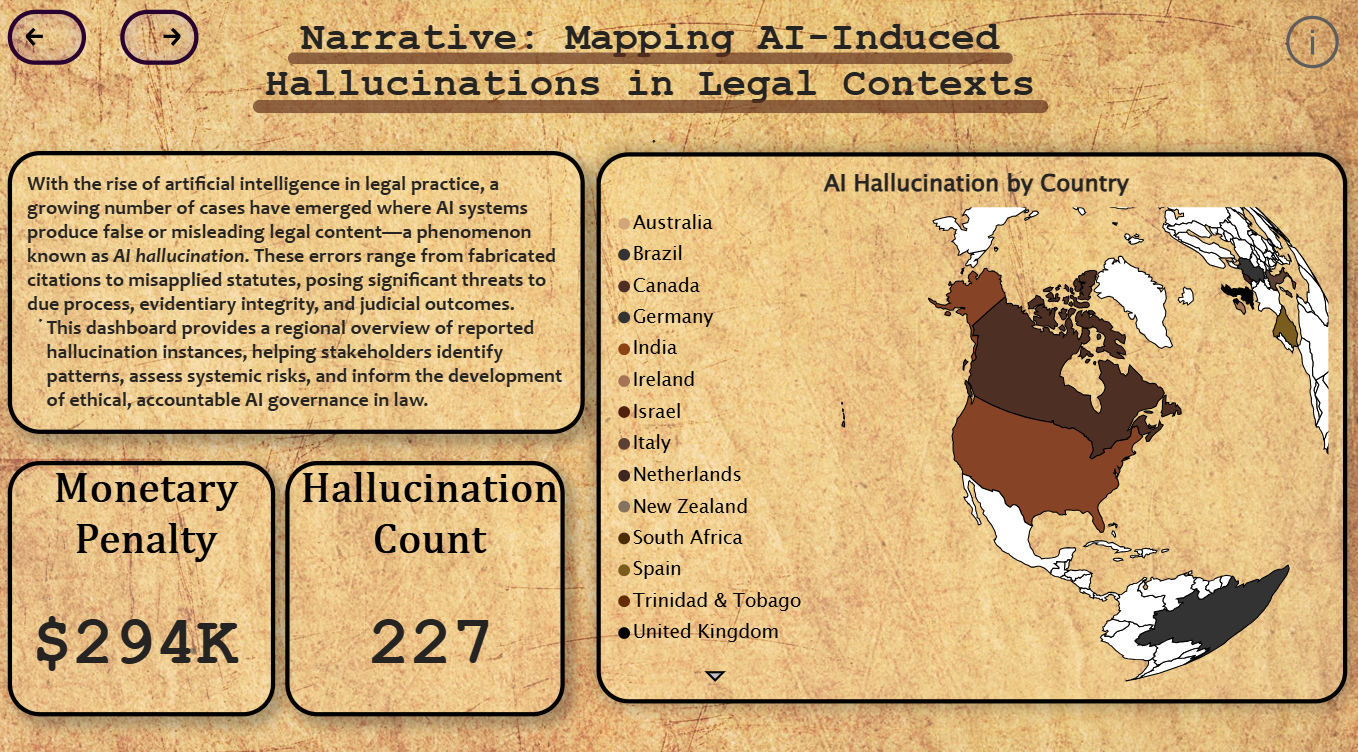 Narrative: Mapping AI-Induced
Hallucinations in Legal Contexts
i
With the rise of artificial intelligence in legal practice, a
growing number of cases have emerged where AI systems
produce false or misleading legal content—a phenomenon
known as AI hallucination. These errors range from fabricated
citations to misapplied statutes, posing significant threats to
due process, evidentiary integrity, and judicial outcomes.
This dashboard provides a regional overview of reported
hallucination instances, helping stakeholders identify
patterns, assess systemic risks, and inform the development
of ethical, accountable AI governance in law.
Monetary
Penalty
$294K
Hallucination
Count
227
AI Hallucination by Country
Australia
Brazil
Canada
Germany
India
Ireland
Israel
Italy
Netherlands
New Zealand
South Africa
Spain
Trinidad & Tobago
United Kingdom